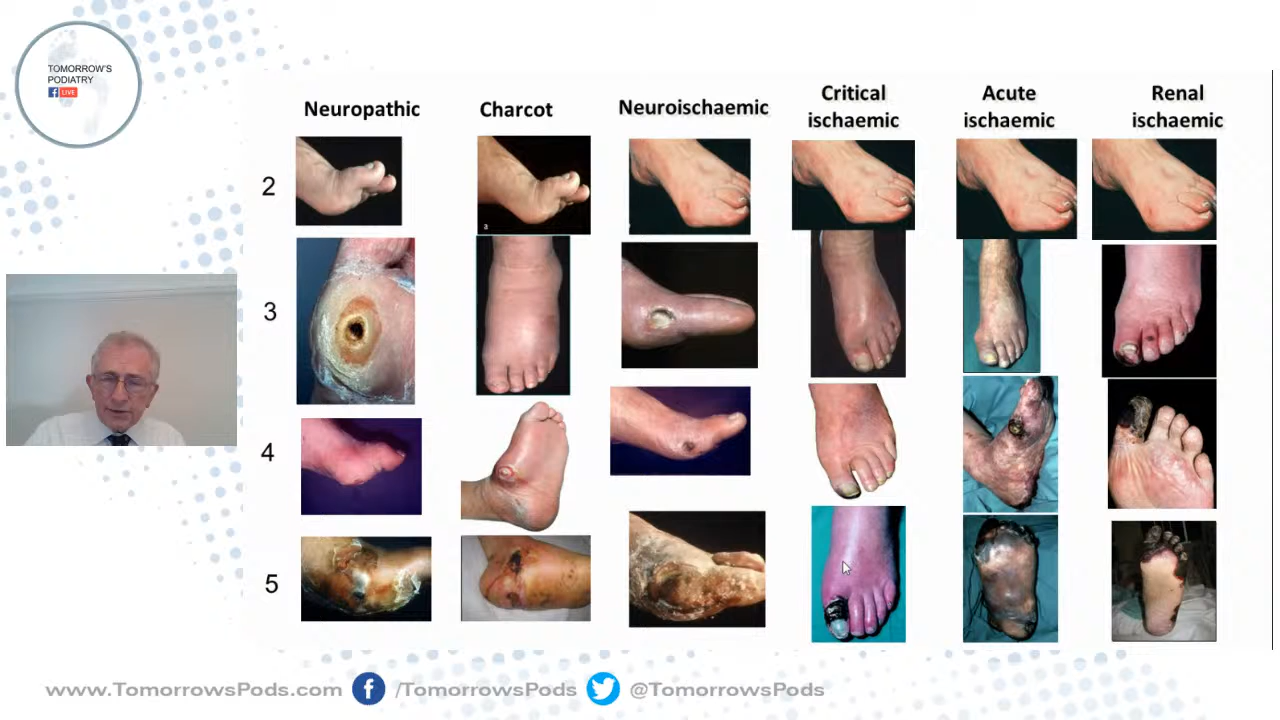 TOMORROW'S
PODIATRY
f LIVE
Neuropathic
Charcot
Neuroischaemic
Critical
ischaemic
Acute
ischaemic
Renal
ischaemic
2
a
3
4
5
www.TomorrowsPods.com f /TomorrowsPods @TomorrowsPods